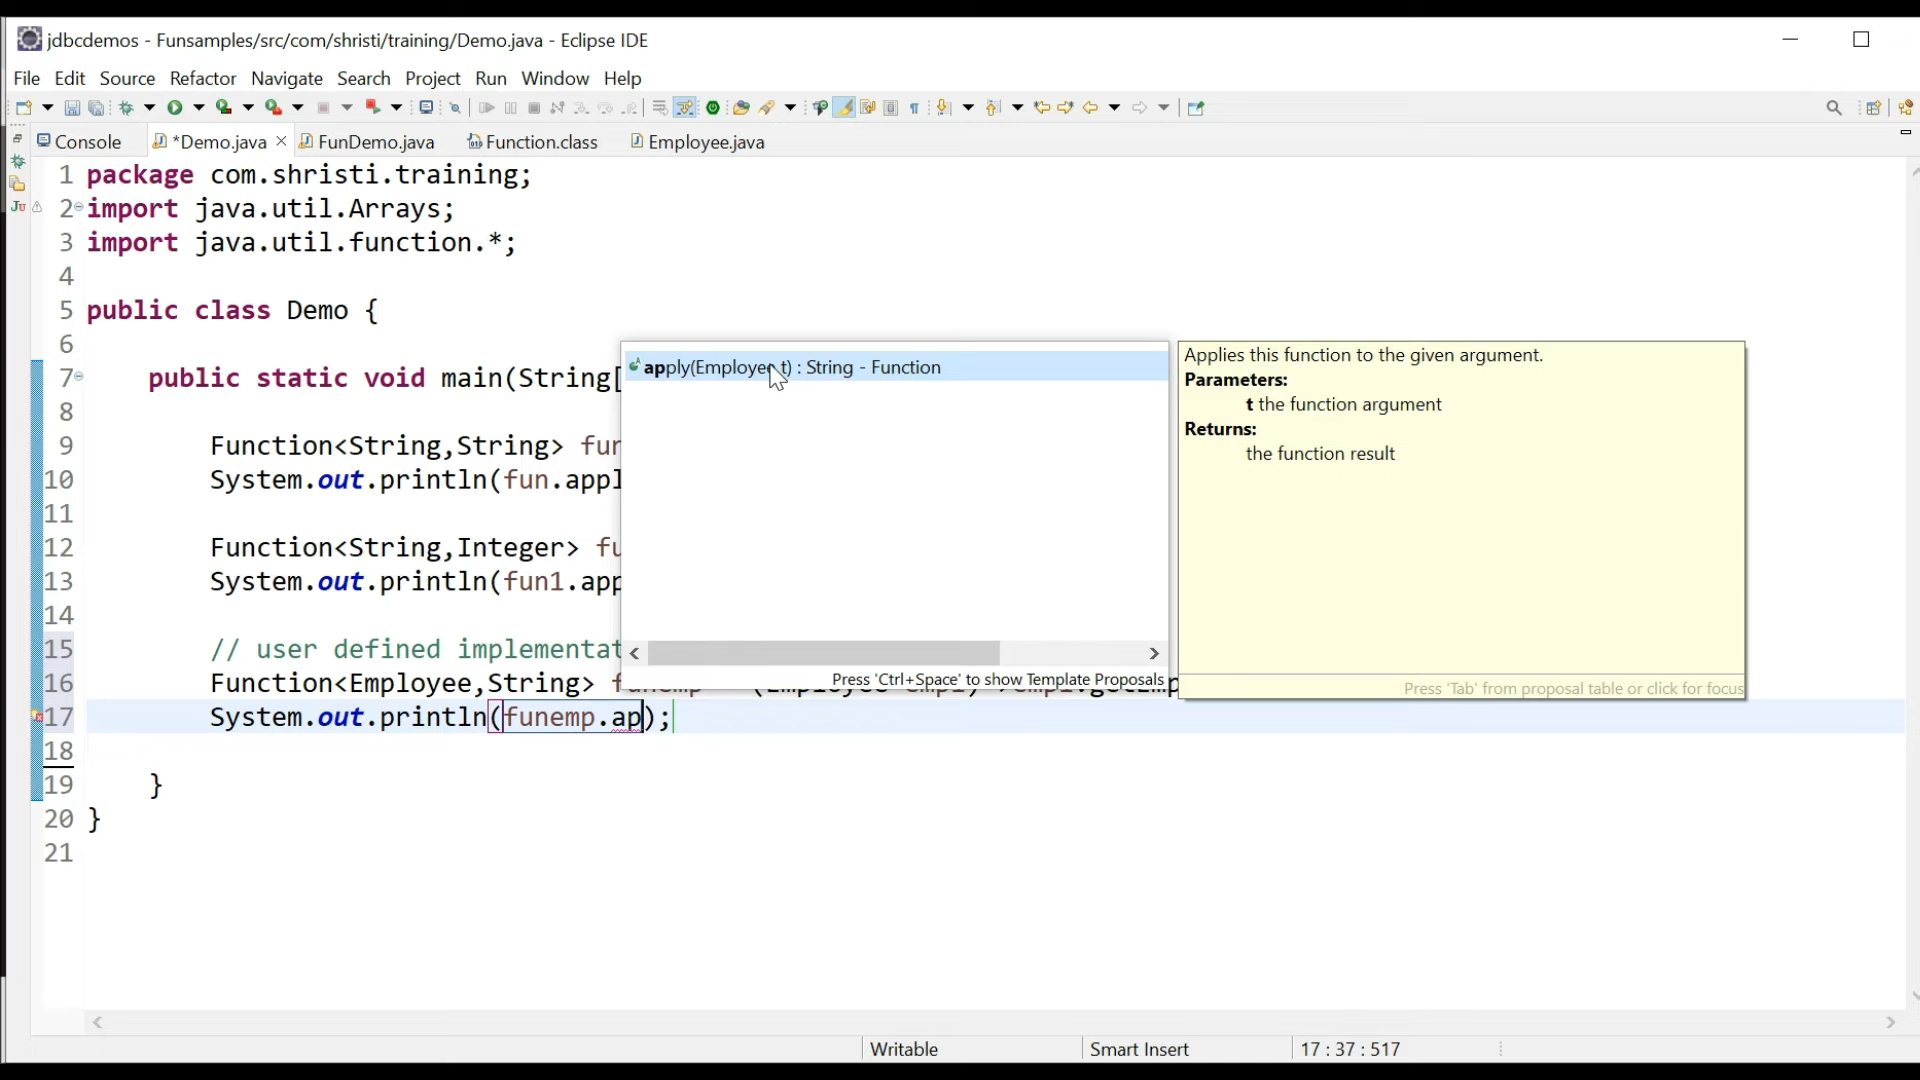 jdbcdemos - Funsamples/src/com/shristi/training/Demo.java - Eclipse IDE
File Edit Source Refactor Navigate Search Project Run Window Help
Console *Demo.java FunDemo.java Function.class Employee.java
1 package com.shristi.training;
2 import java.util.Arrays;
3 import java.util.function.*;
4
5 public class Demo {
6
7 public static void main(String[
8
9 Function<String,String> fun
10 System.out.println(fun.appl
11
12 Function<String,Integer> fu
13 System.out.println(fun1.app
14
15 // user defined implementat
16 Function<Employee,String>
17 System.out.println(funemp.ap);
18
19 }
20 }
21
apply(Employee t) : String - Function
Press 'Ctrl+Space' to show Template Proposals
Applies this function to the given argument.
Parameters:
t the function argument
Returns:
the function result
Press 'Tab' from proposal table or click for focus
Writable Smart Insert 17 : 37 : 517